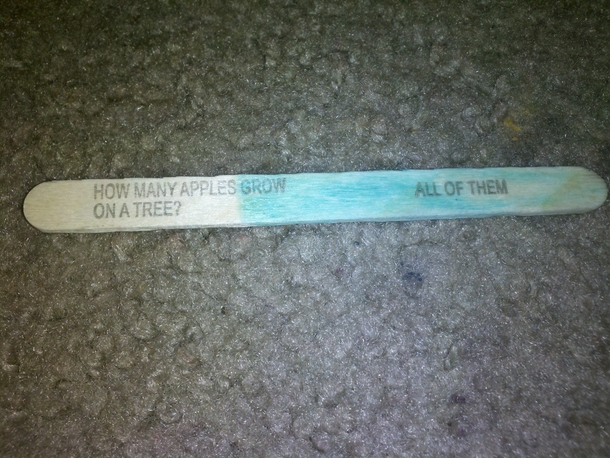 HOW MANY APPLES GROW
ON A TREE?
ALL OF THEM